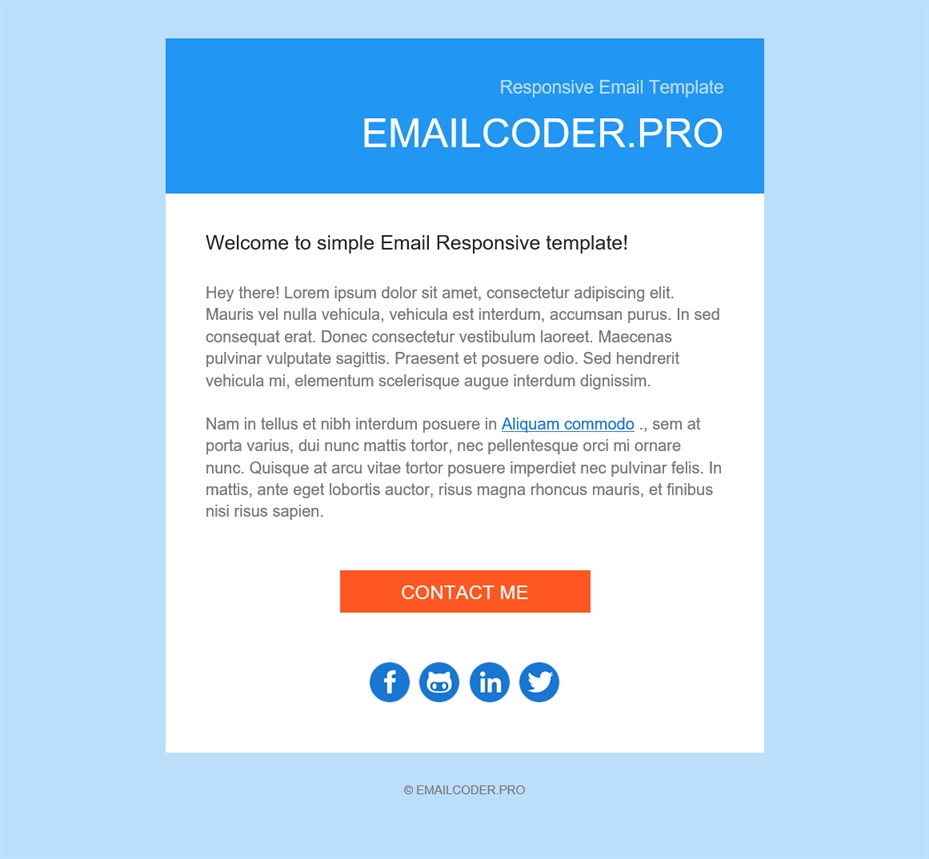 Responsive Email Template
EMAILCODER.PRO
Welcome to simple Email Responsive template!
Hey there! Lorem ipsum dolor sit amet, consectetur adipiscing elit.
Mauris vel nulla vehicula, vehicula est interdum, accumsan purus. In sed
consequat erat. Donec consectetur vestibulum laoreet. Maecenas
pulvinar vulputate sagittis. Praesent et posuere odio. Sed hendrerit
vehicula mi, elementum scelerisque augue interdum dignissim.
Nam in tellus et nibh interdum posuere in Aliquam commodo ., sem at
porta varius, dui nunc mattis tortor, nec pellentesque orci mi ornare
nunc. Quisque at arcu vitae tortor posuere imperdiet nec pulvinar felis. In
mattis, ante eget lobortis auctor, risus magna rhoncus mauris, et finibus
nisi risus sapien.
CONTACT ME
© EMAILCODER.PRO